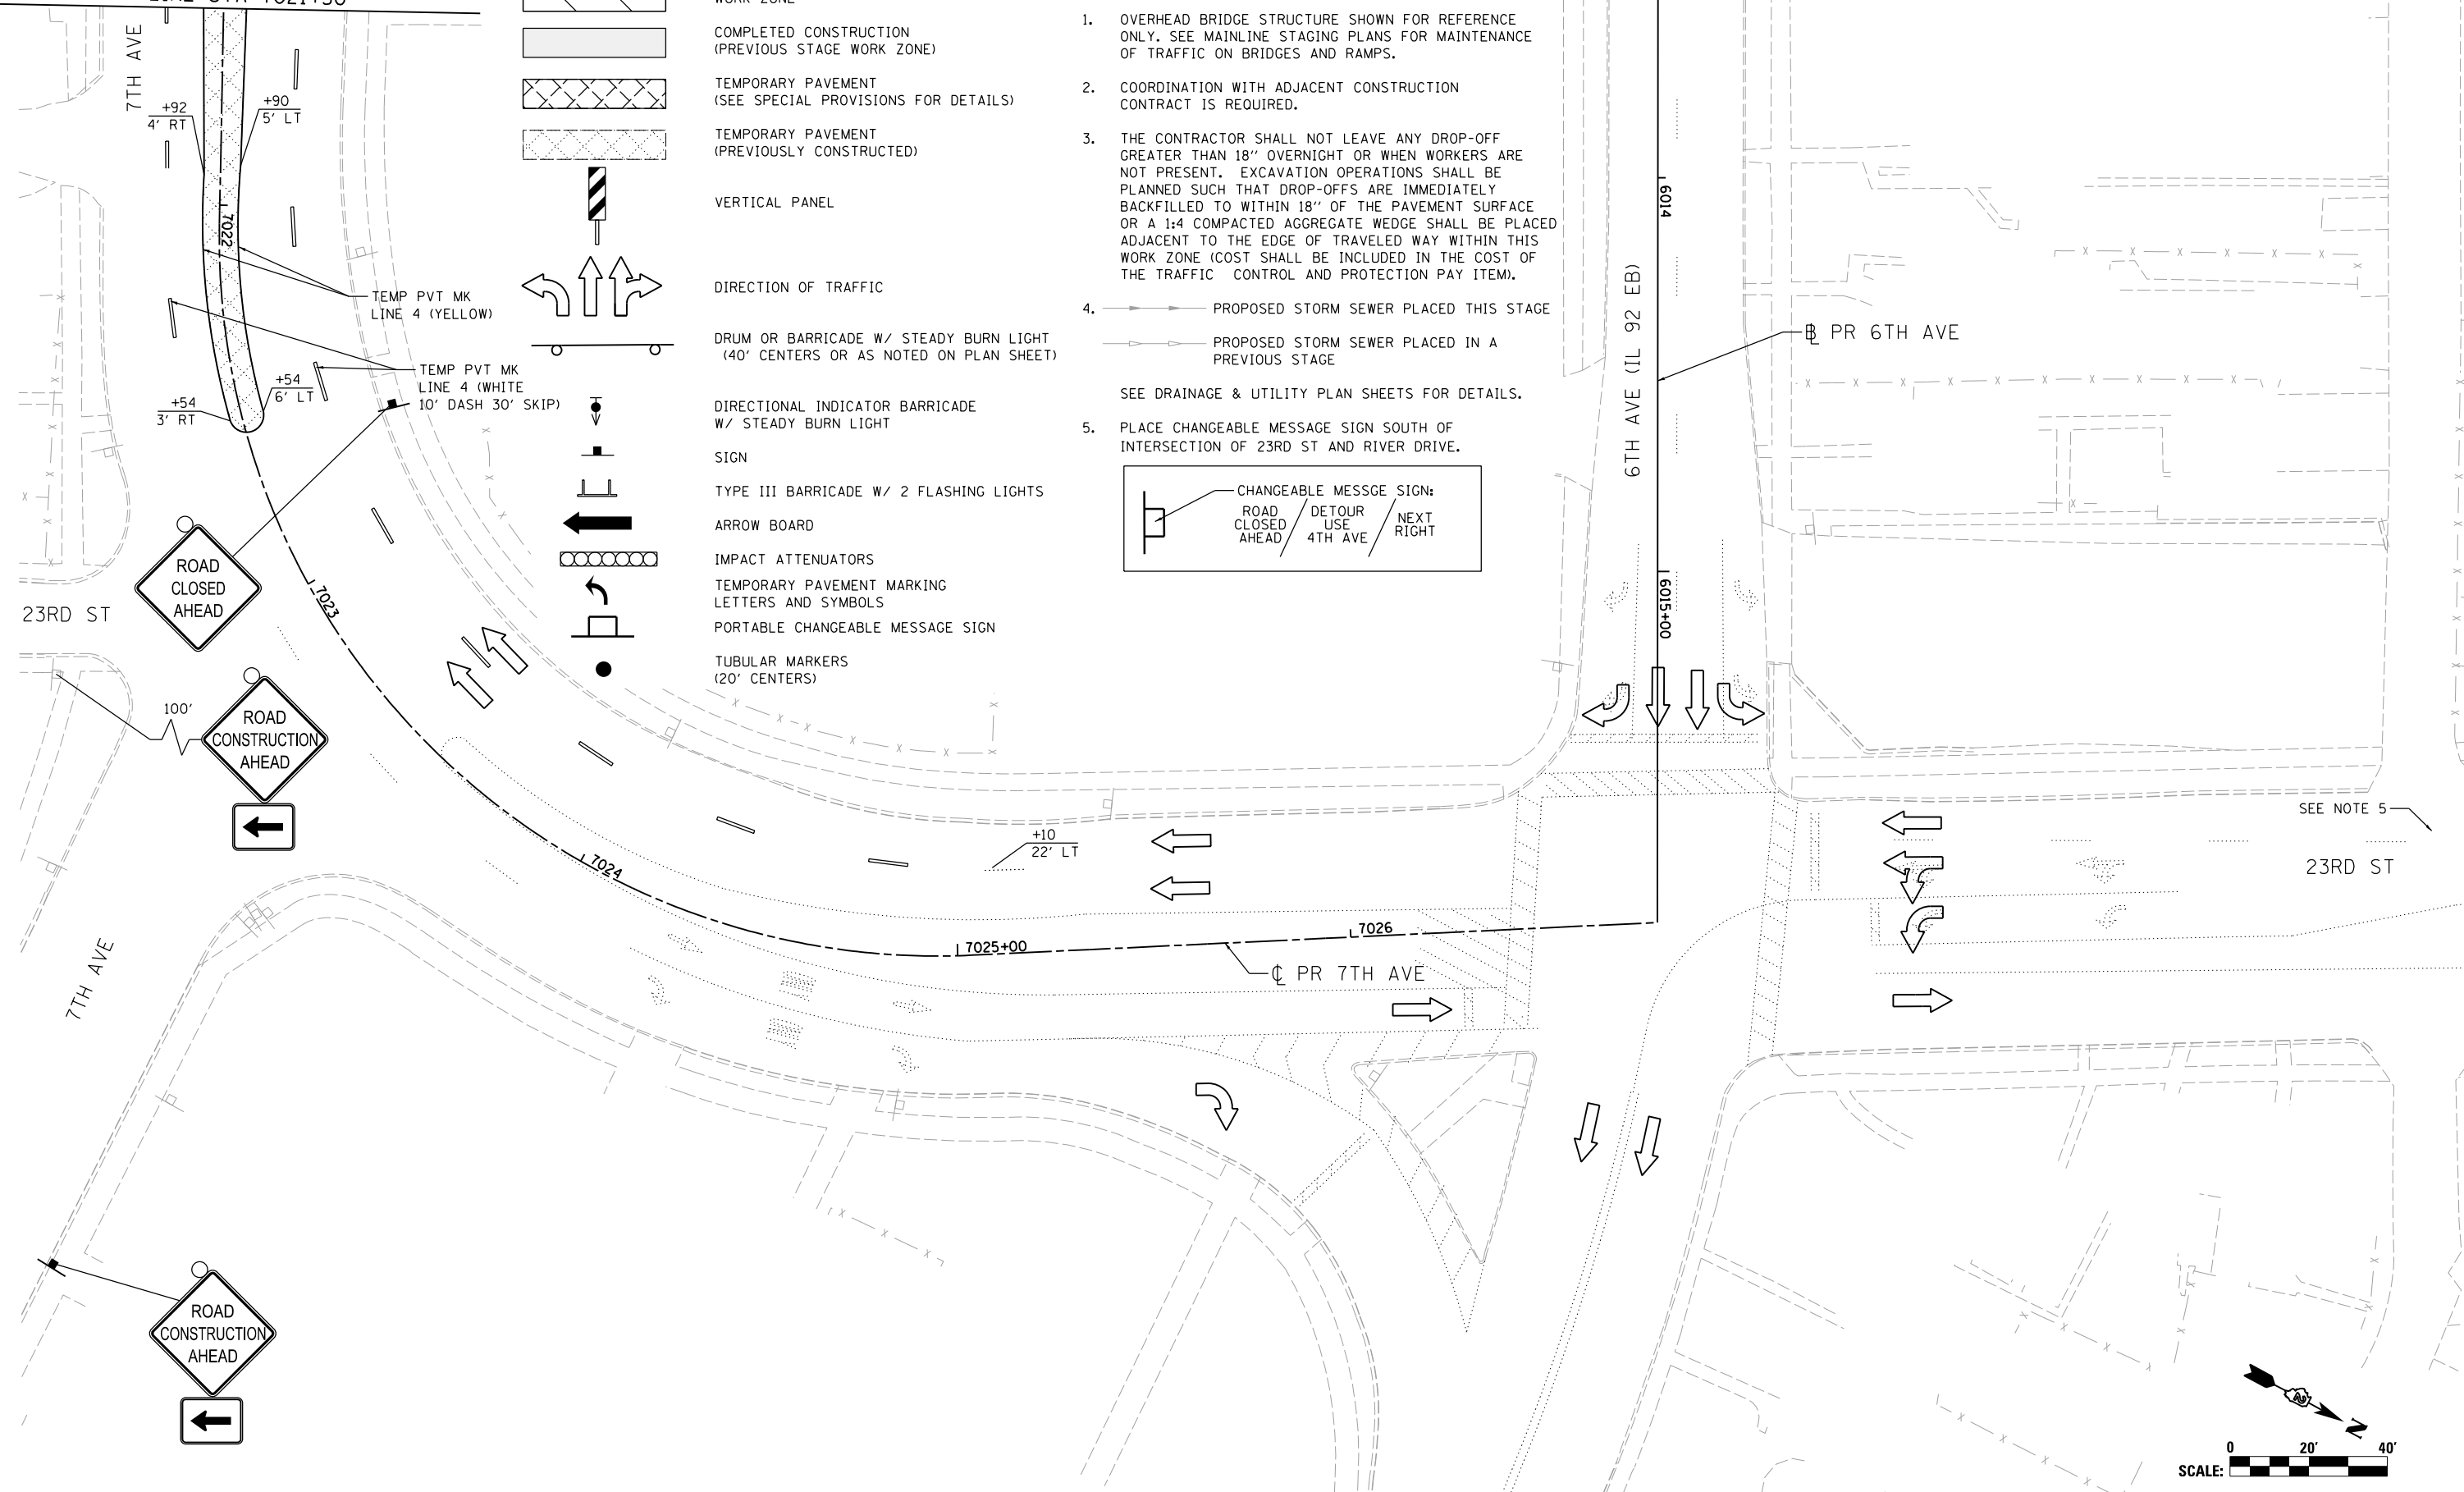 7TH AVE
+92
4' RT
+90
5' LT
7022
TEMP PVT MK
LINE 4 (YELLOW)
TEMP PVT MK
LINE 4 (WHITE
10' DASH 30' SKIP)
+54
6' LT
+54
3' RT
ROAD
CLOSED
AHEAD
23RD ST
7023
100'
ROAD
CONSTRUCTION
AHEAD
7TH AVE
ROAD
CONSTRUCTION
AHEAD
COMPLETED CONSTRUCTION
(PREVIOUS STAGE WORK ZONE)
TEMPORARY PAVEMENT
(SEE SPECIAL PROVISIONS FOR DETAILS)
TEMPORARY PAVEMENT
(PREVIOUSLY CONSTRUCTED)
VERTICAL PANEL
DIRECTION OF TRAFFIC
DRUM OR BARRICADE W/ STEADY BURN LIGHT
(40' CENTERS OR AS NOTED ON PLAN SHEET)
DIRECTIONAL INDICATOR BARRICADE
W/ STEADY BURN LIGHT
SIGN
TYPE III BARRICADE W/ 2 FLASHING LIGHTS
ARROW BOARD
IMPACT ATTENUATORS
TEMPORARY PAVEMENT MARKING
LETTERS AND SYMBOLS
PORTABLE CHANGEABLE MESSAGE SIGN
TUBULAR MARKERS
(20' CENTERS)
1. OVERHEAD BRIDGE STRUCTURE SHOWN FOR REFERENCE
ONLY. SEE MAINLINE STAGING PLANS FOR MAINTENANCE
OF TRAFFIC ON BRIDGES AND RAMPS.
2. COORDINATION WITH ADJACENT CONSTRUCTION
CONTRACT IS REQUIRED.
3. THE CONTRACTOR SHALL NOT LEAVE ANY DROP-OFF
GREATER THAN 18" OVERNIGHT OR WHEN WORKERS ARE
NOT PRESENT. EXCAVATION OPERATIONS SHALL BE
PLANNED SUCH THAT DROP-OFFS ARE IMMEDIATELY
BACKFILLED TO WITHIN 18" OF THE PAVEMENT SURFACE
OR A 1:4 COMPACTED AGGREGATE WEDGE SHALL BE PLACED
ADJACENT TO THE EDGE OF TRAVELED WAY WITHIN THIS
WORK ZONE (COST SHALL BE INCLUDED IN THE COST OF
THE TRAFFIC CONTROL AND PROTECTION PAY ITEM).
4. PROPOSED STORM SEWER PLACED THIS STAGE
PROPOSED STORM SEWER PLACED IN A
PREVIOUS STAGE
SEE DRAINAGE & UTILITY PLAN SHEETS FOR DETAILS.
5. PLACE CHANGEABLE MESSAGE SIGN SOUTH OF
INTERSECTION OF 23RD ST AND RIVER DRIVE.
CHANGEABLE MESSGE SIGN:
ROAD
CLOSED
AHEAD
DETOUR
USE
4TH AVE
NEXT
RIGHT
6014
6TH AVE (IL 92 EB)
PR 6TH AVE
6015+00
+10
22' LT
7024
7025+00
7026
℄ PR 7TH AVE
SEE NOTE 5
23RD ST
N
SCALE:
0 20' 40'